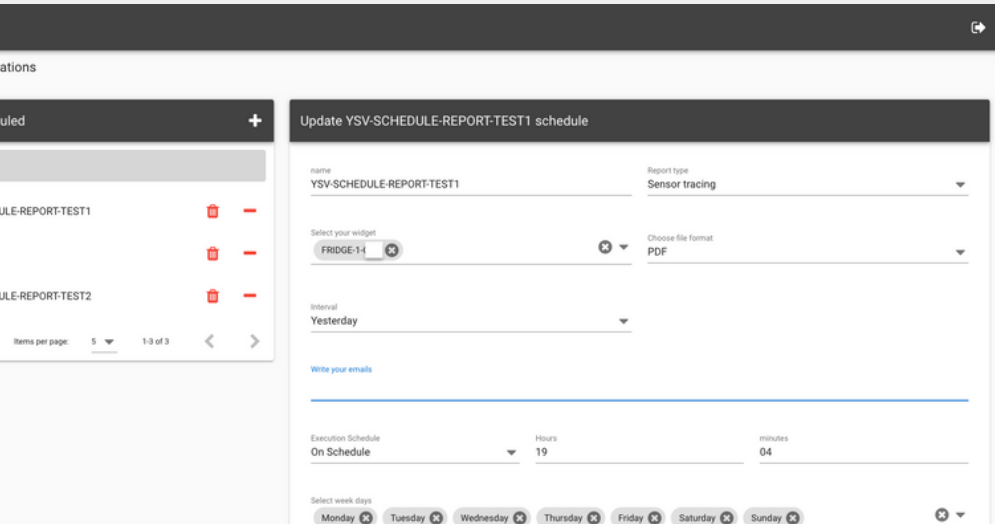 ations
uled
Update YSV-SCHEDULE-REPORT-TEST1 schedule
name
YSV-SCHEDULE-REPORT-TEST1
Report type
Sensor tracing
ULE-REPORT-TEST1
Select your widget
FRIDGE-1-
Choose file format
PDF
ULE-REPORT-TEST2
Items per page: 5 1-3 of 3
Interval
Yesterday
Write your emails
Execution Schedule
On Schedule
Hours
19
minutes
04
Select week days
Monday Tuesday Wednesday Thursday Friday Saturday Sunday